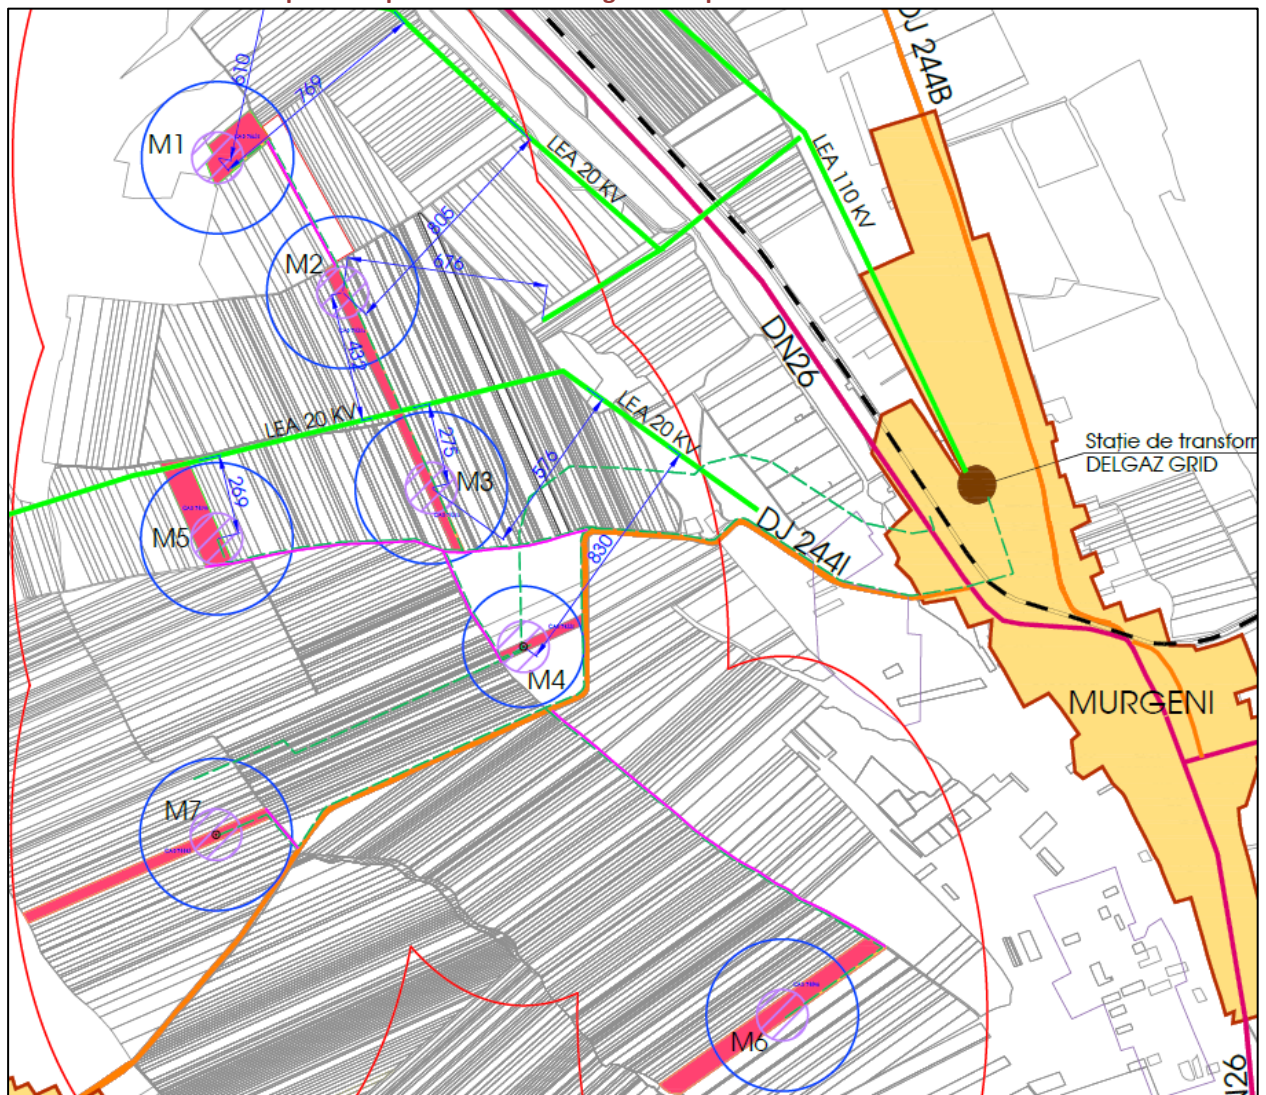 DJ 244B
610
769
M1
LEA 110 KV
LEA 20 KV
805
M2
676
DN26
432
LEA 20 KV
LEA 20 KV
275
Stație de transforr
DELGAZ GRID
576
M3
269
M5
DJ 244I
830
M4
MURGENI
M7
M6
N26